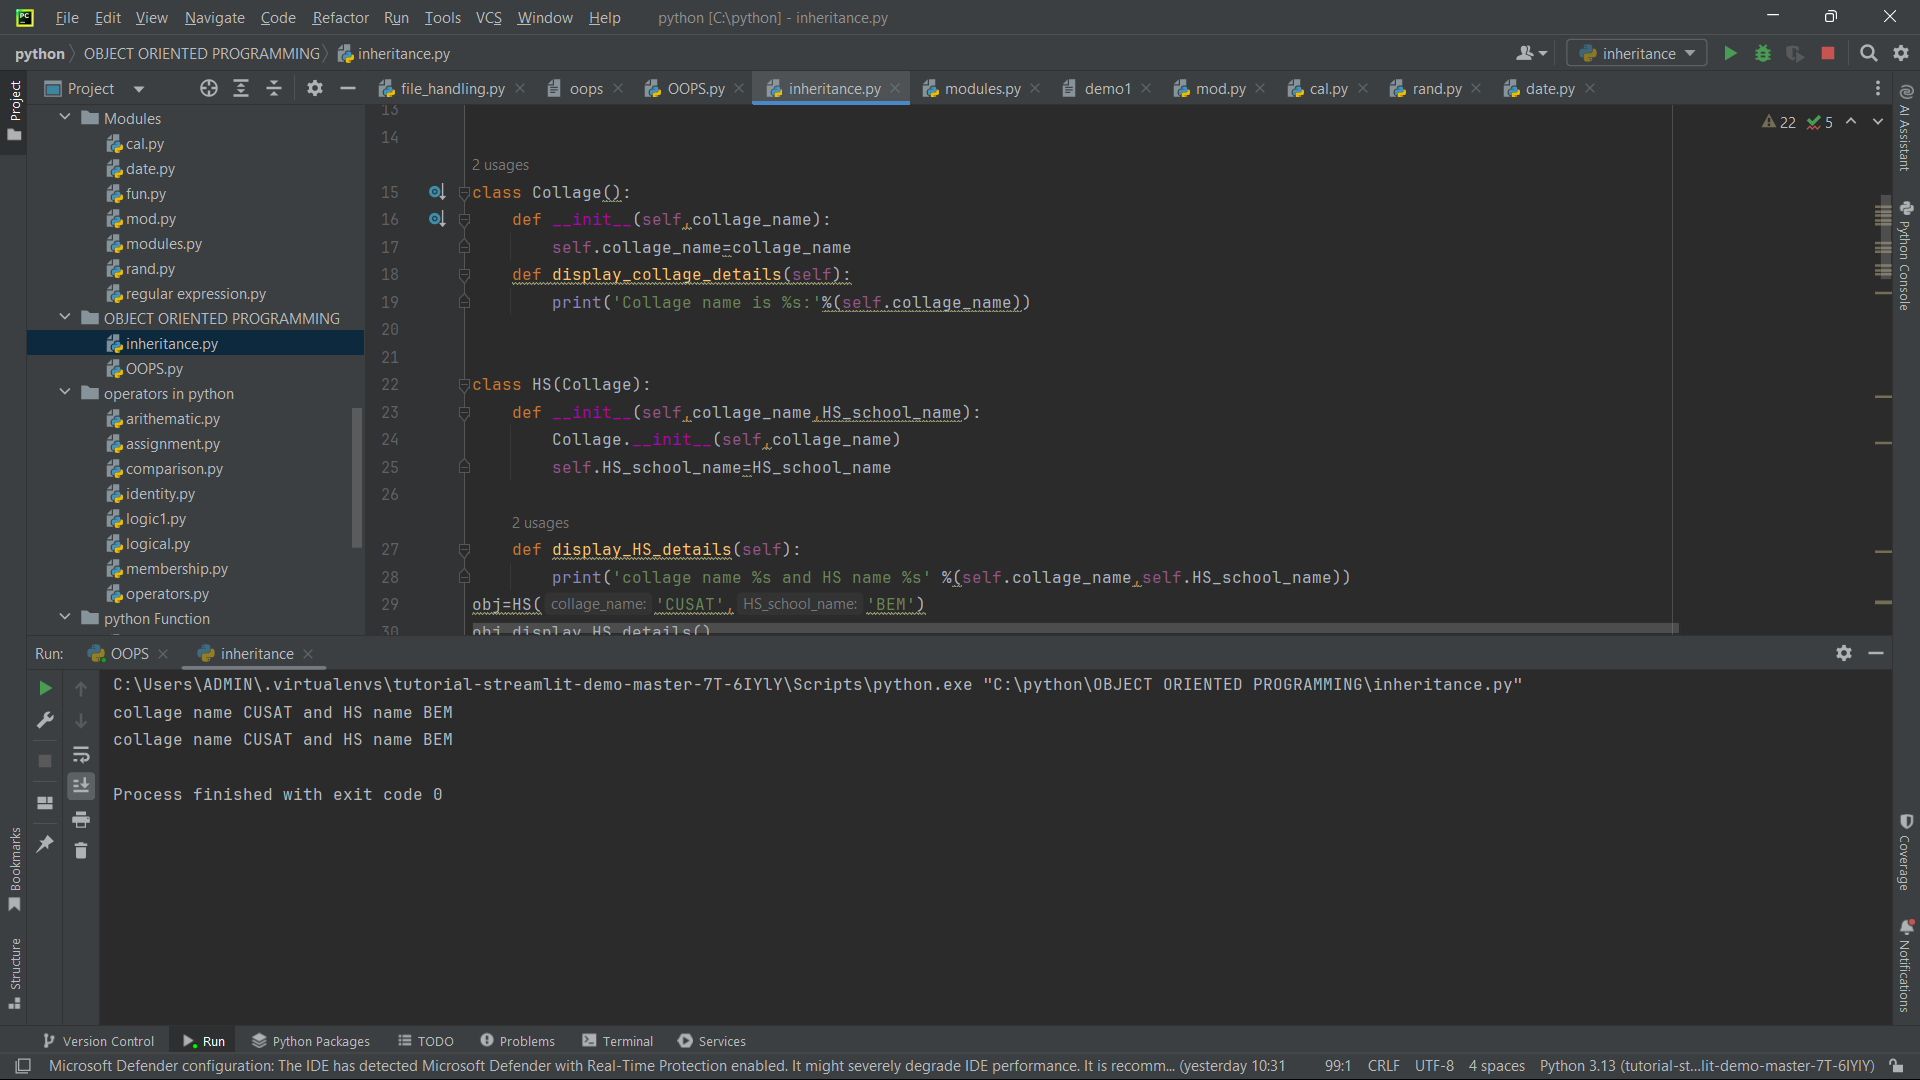 File Edit View Navigate Code Refactor Run Tools VCS Window Help python [C:\python] - inheritance.py
python OBJECT ORIENTED PROGRAMMING inheritance.py inheritance
Project file_handling.py oops OOPS.py inheritance.py modules.py demo1 mod.py cal.py rand.py date.py
Project
Modules
cal.py
date.py
fun.py
mod.py
modules.py
rand.py
regular expression.py
OBJECT ORIENTED PROGRAMMING
inheritance.py
OOPS.py
operators in python
arithematic.py
assignment.py
comparison.py
identity.py
logic1.py
logical.py
membership.py
operators.py
python Function
22 5
13
14
2 usages
15 class Collage():
16 def __init__(self,collage_name):
17 self.collage_name=collage_name
18 def display_collage_details(self):
19 print('Collage name is %s:'%(self.collage_name))
20
21
22 class HS(Collage):
23 def __init__(self,collage_name,HS_school_name):
24 Collage.__init__(self,collage_name)
25 self.HS_school_name=HS_school_name
26
2 usages
27 def display_HS_details(self):
28 print('collage name %s and HS name %s' %(self.collage_name,self.HS_school_name))
29 obj=HS( collage_name: 'CUSAT', HS_school_name: 'BEM')
30 obj.display_HS_details()
AI Assistant
Python Console
Coverage
Notifications
Bookmarks
Structure
Run: OOPS inheritance
C:\Users\ADMIN\.virtualenvs\tutorial-streamlit-demo-master-7T-6IYlY\Scripts\python.exe "C:\python\OBJECT ORIENTED PROGRAMMING\inheritance.py"
collage name CUSAT and HS name BEM
collage name CUSAT and HS name BEM
Process finished with exit code 0
Version Control Run Python Packages TODO Problems Terminal Services
Microsoft Defender configuration: The IDE has detected Microsoft Defender with Real-Time Protection enabled. It might severely degrade IDE performance. It is recomm... (yesterday 10:31 99:1 CRLF UTF-8 4 spaces Python 3.13 (tutorial-st...lit-demo-master-7T-6IYlY)